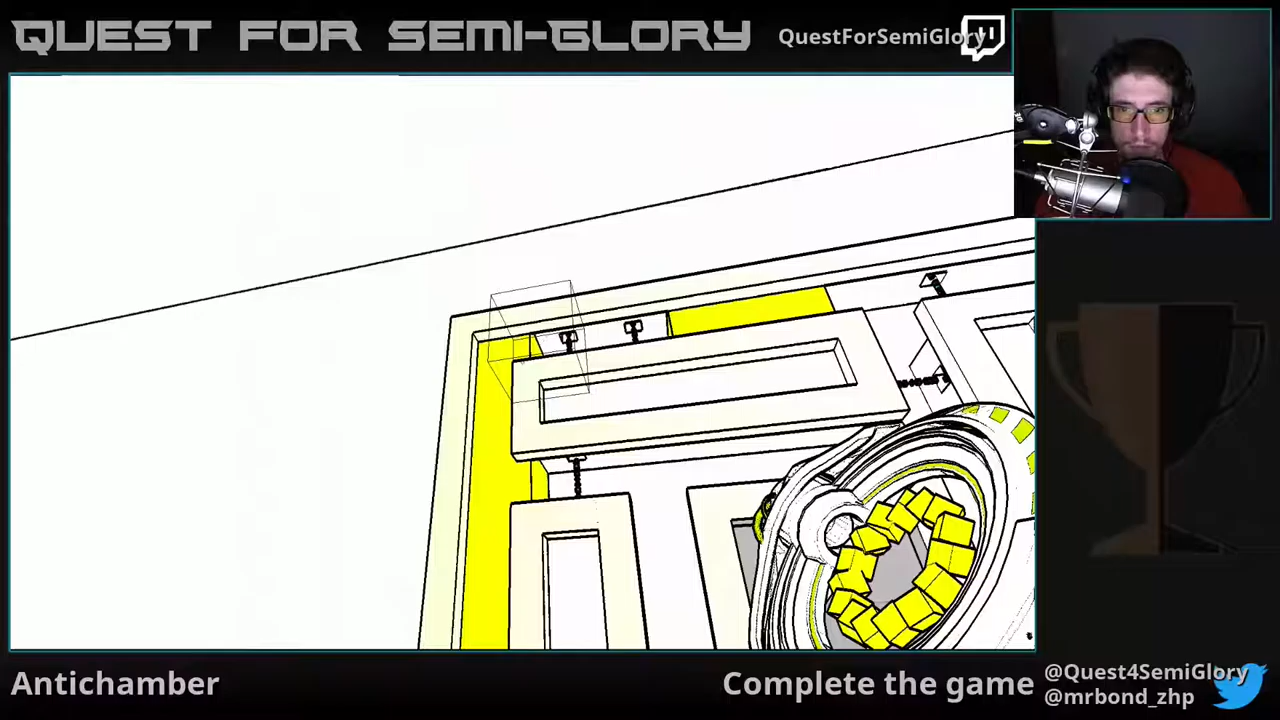 QUEST FOR SEMI-GLORY
QuestForSemiGlory
Antichamber
Complete the game
@Quest4SemiGlory
@mrbond_zhp